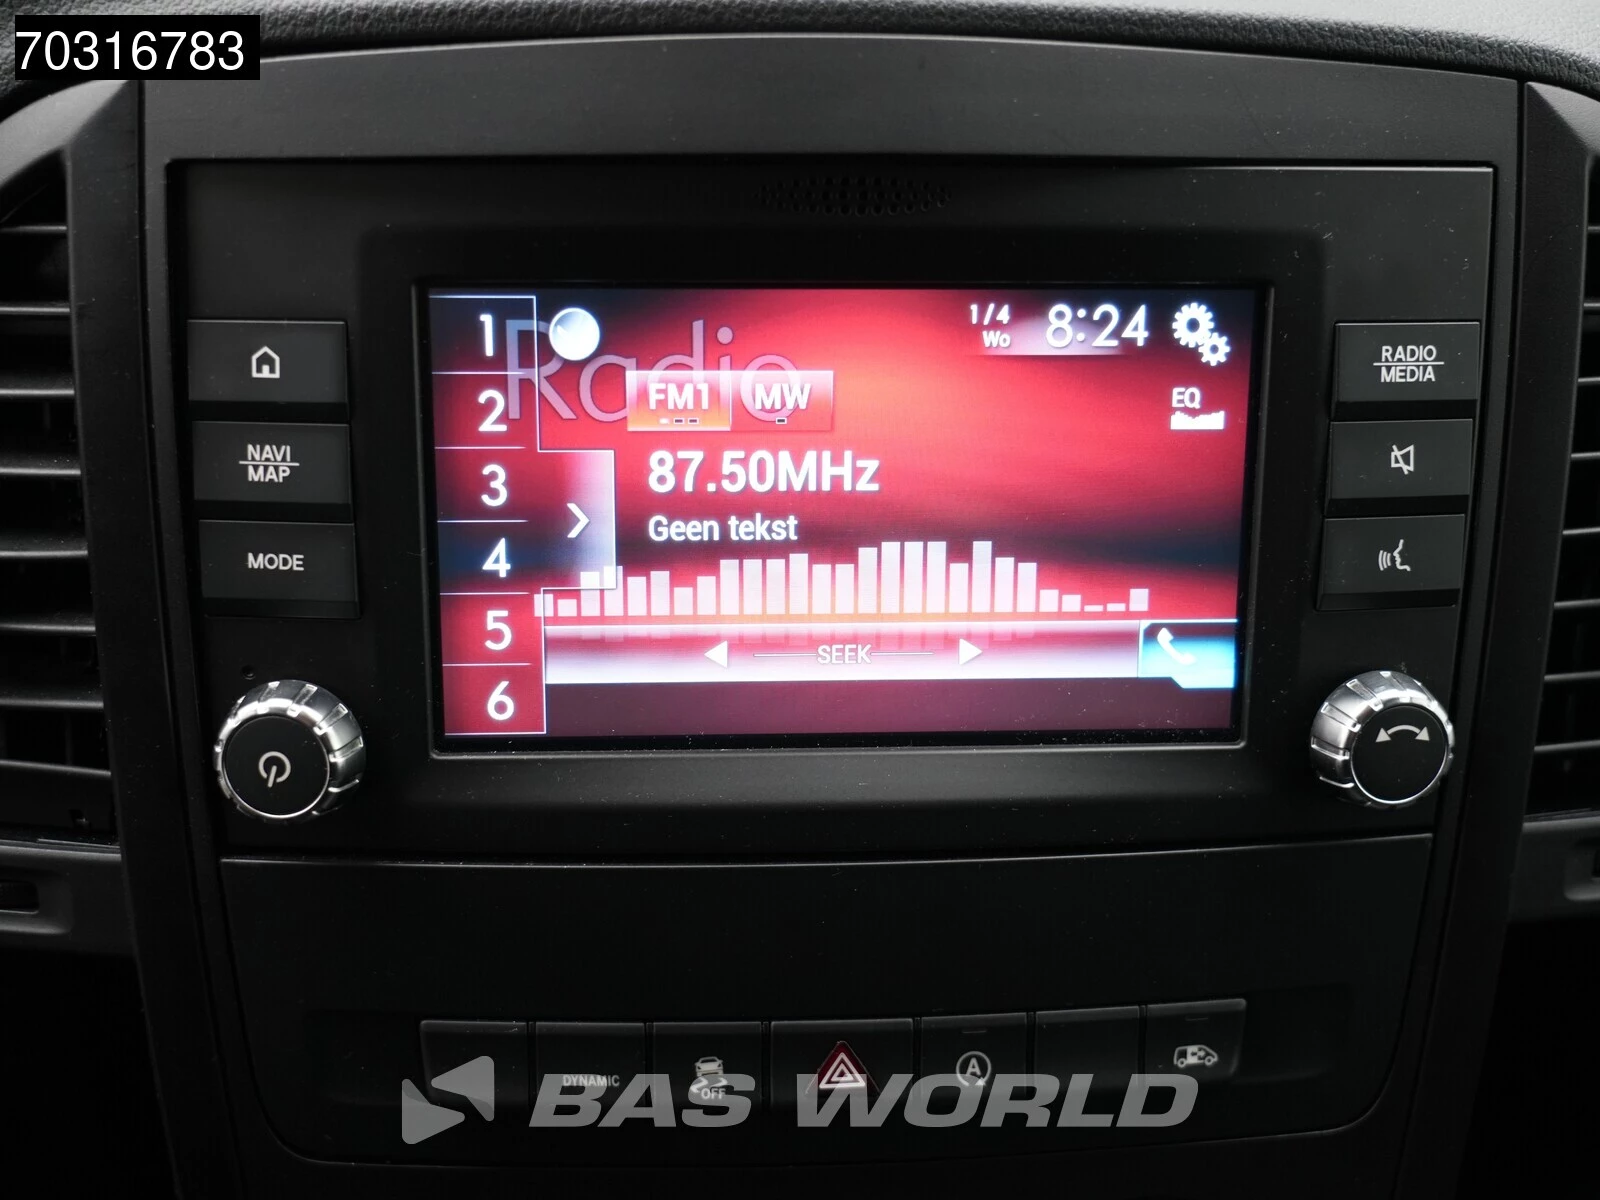 70316783
1
Radio
1/4
Wo
8:24
2
FM1
MW
EQ
87.50MHz
3
Geen tekst
4
5
SEEK
6
NAVI
MAP
MODE
RADIO
MEDIA
DYNAMIC
OFF
A
BAS WORLD